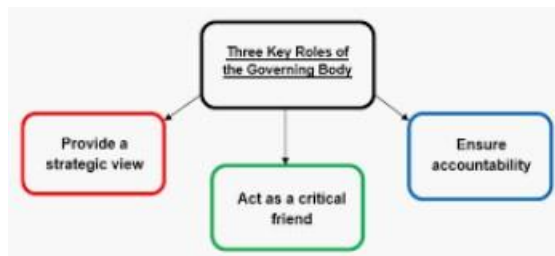 Three Key Roles of
the Governing Body
Provide a
strategic view
Act as a critical
friend
Ensure
accountability